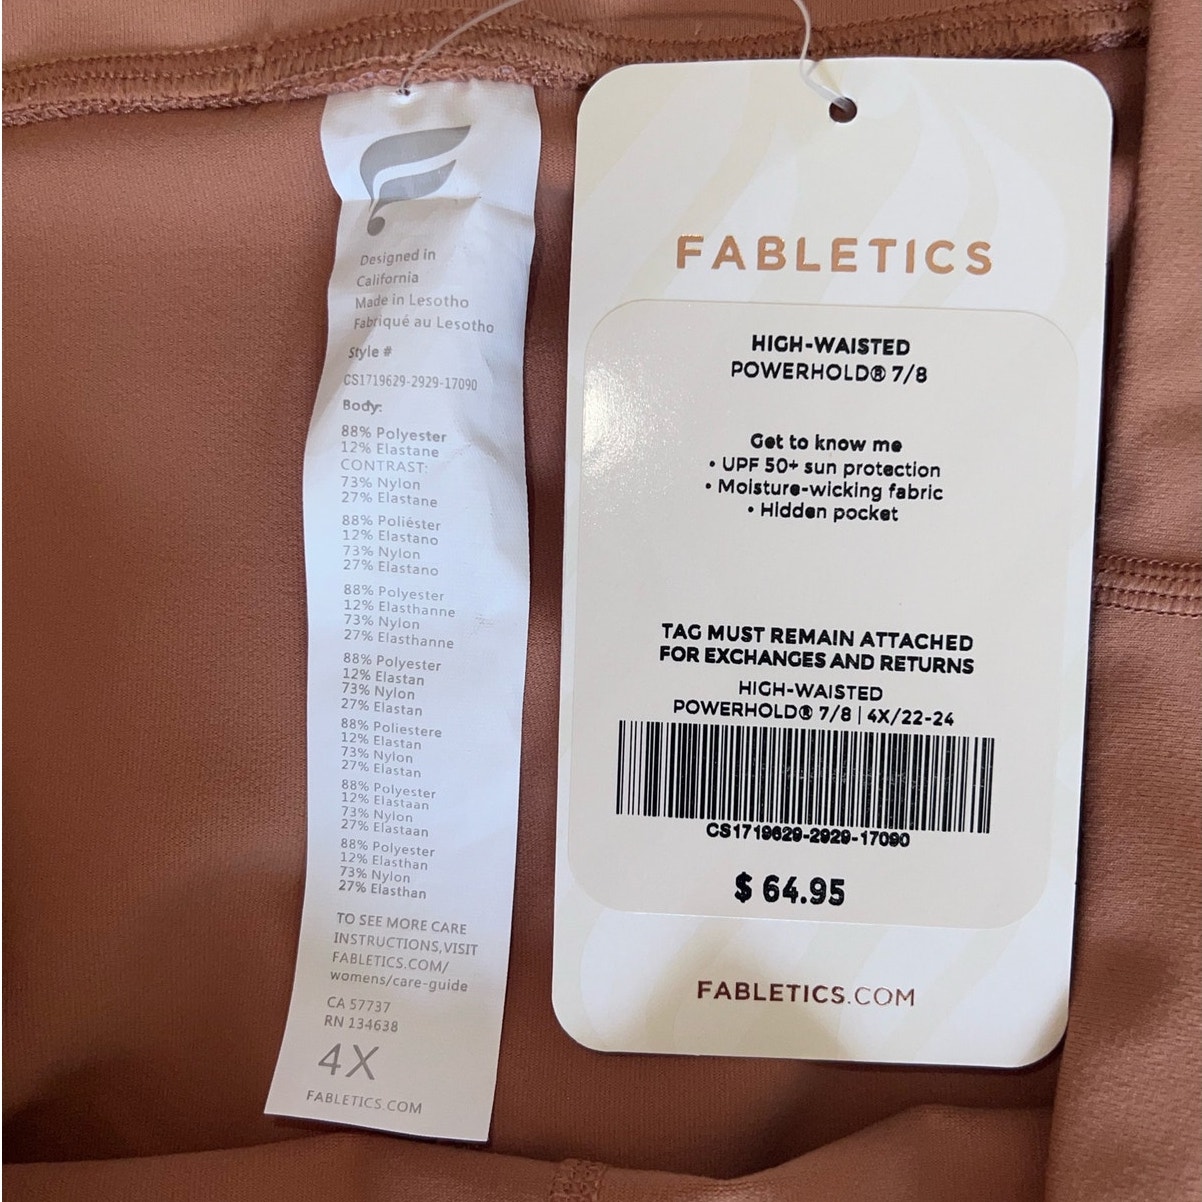 Designed in
California
Made in Lesotho
Fabriqué au Lesotho
Style #
CS1719629-2929-17090
Body:
88% Polyester
12% Elastane
CONTRAST:
73% Nylon
27% Elastane
88% Poliéster
12% Elastano
73% Nylon
27% Elastano
88% Polyester
12% Elasthanne
73% Nylon
27% Elasthanne
88% Polyester
12% Elastan
73% Nylon
27% Elastan
88% Poliestere
12% Elastan
73% Nylon
27% Elastan
88% Polyester
12% Elastaan
73% Nylon
27% Elastaan
88% Polyester
12% Elasthan
73% Nylon
27% Elasthan
TO SEE MORE CARE
INSTRUCTIONS,VISIT
FABLETICS.COM/
womens/care-guide
CA 57737
RN 134638
4X
FABLETICS.COM
FABLETICS
HIGH-WAISTED
POWERHOLD® 7/8
Get to know me
• UPF 50+ sun protection
• Moisture-wicking fabric
• Hidden pocket
TAG MUST REMAIN ATTACHED
FOR EXCHANGES AND RETURNS
HIGH-WAISTED
POWERHOLD® 7/8 | 4X/22-24
CS1719629-2929-17090
$ 64.95
FABLETICS.COM